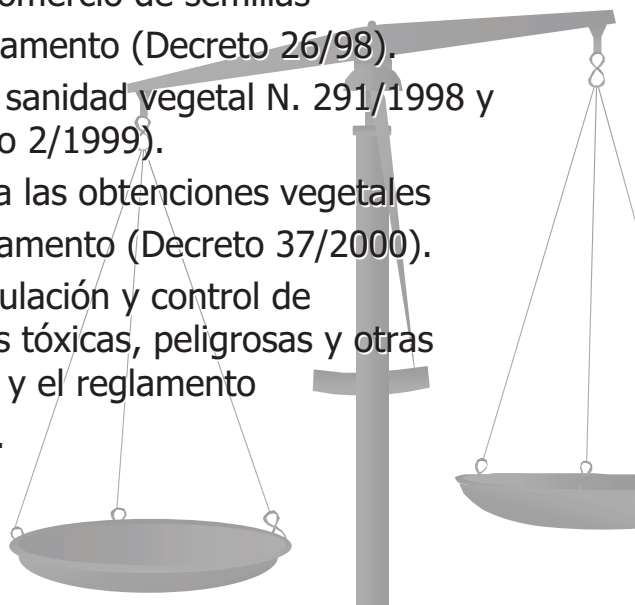 omercio de semillas
amento (Decreto 26/98).
sanidad vegetal N. 291/1998 y
o 2/1999).
a las obtenciones vegetales
amento (Decreto 37/2000).
ulación y control de
s tóxicas, peligrosas y otras
y el reglamento
.